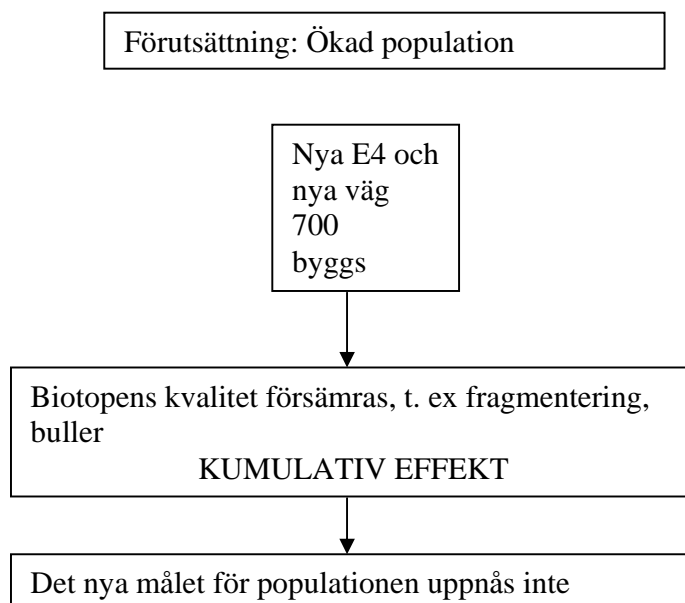 Förutsättning: Ökad population
Nya E4 och
nya väg
700
byggs
Biotopens kvalitet försämras, t. ex fragmentering,
buller
KUMULATIV EFFEKT
Det nya målet för populationen uppnås inte